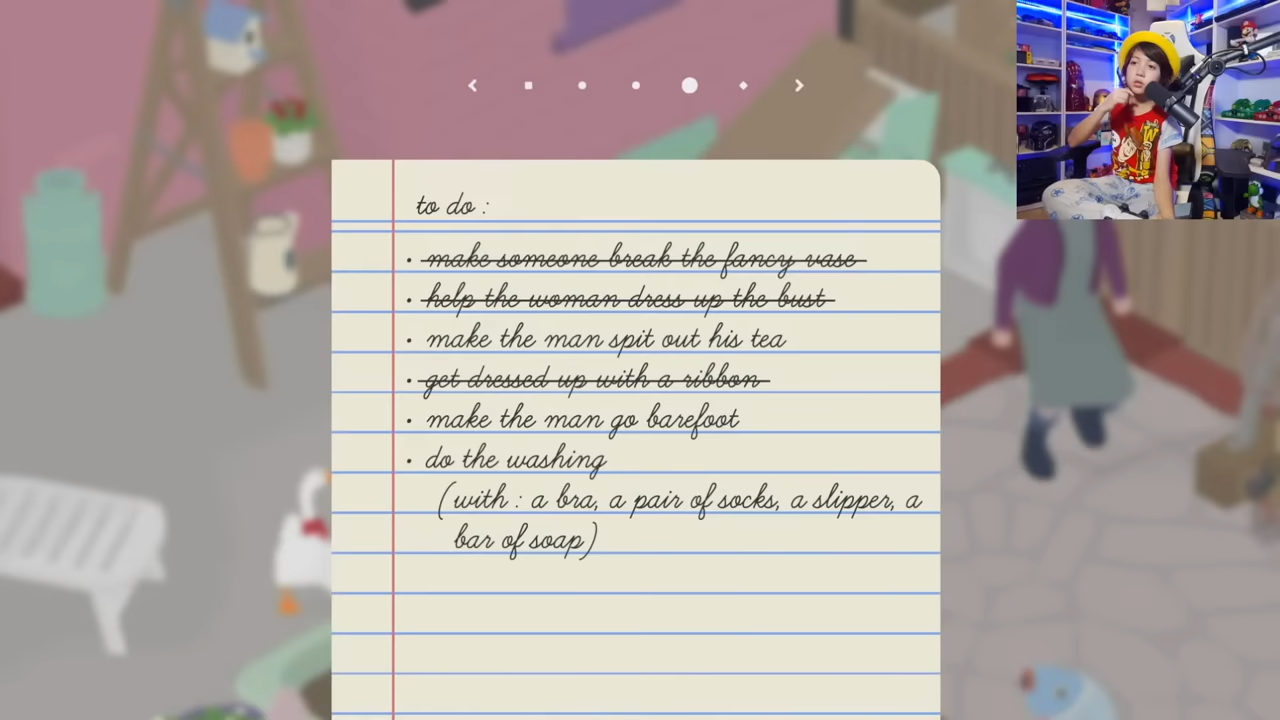 to do :
• make someone break the fancy vase
• help the woman dress up the bust
• make the man spit out his tea
• get dressed up with a ribbon
• make the man go barefoot
• do the washing
(with : a bra, a pair of socks, a slipper, a
bar of soap)